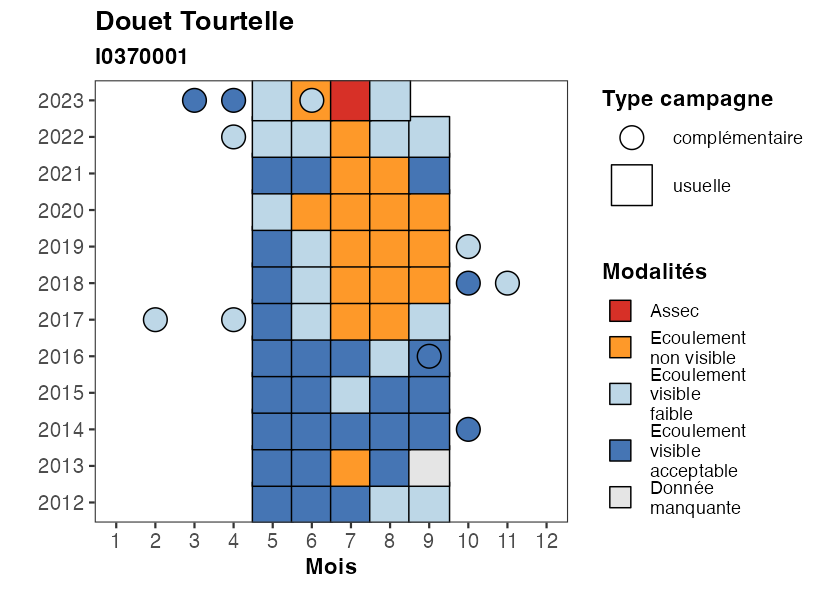 Douet Tourtelle
I0370001
2023
2022
2021
2020
2019
2018
2017
2016
2015
2014
2013
2012
1 2 3 4 5 6 7 8 9 10 11 12
Mois
Type campagne
complémentaire
usuelle
Modalités
Assec
Ecoulement
non visible
Ecoulement
visible
faible
Ecoulement
visible
acceptable
Donnée
manquante